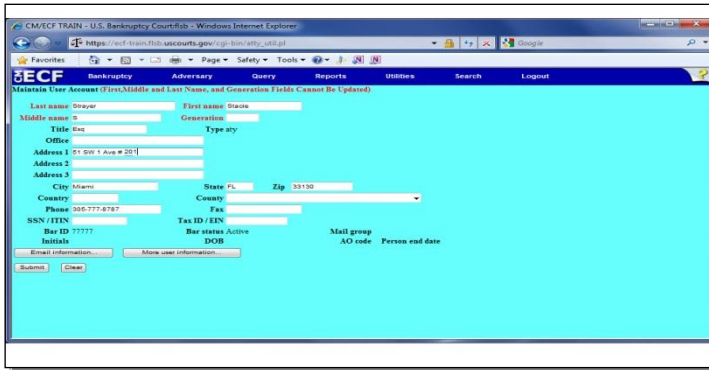 CM/ECF TRAIN - U.S. Bankruptcy Court:flsb - Windows Internet Explorer
https://ecf-train.flsb.uscourts.gov/cgi-bin/atty_util.pl
Google
Favorites Page Safety Tools
ECF Bankruptcy Adversary Query Reports Utilities Search Logout ?
Maintain User Account (First,Middle and Last Name, and Generation Fields Cannot Be Updated)
Last name Strayer First name Stacie
Middle name S Generation
Title Esq Type aty
Office
Address 1 51 SW 1 Ave # 201
Address 2
Address 3
City Miami State FL Zip 33130
Country County
Phone 305-777-8787 Fax
SSN / ITIN Tax ID / EIN
Bar ID 77777 Bar status Active Mail group
Initials DOB AO code Person end date
Email information... More user information...
Submit Clear